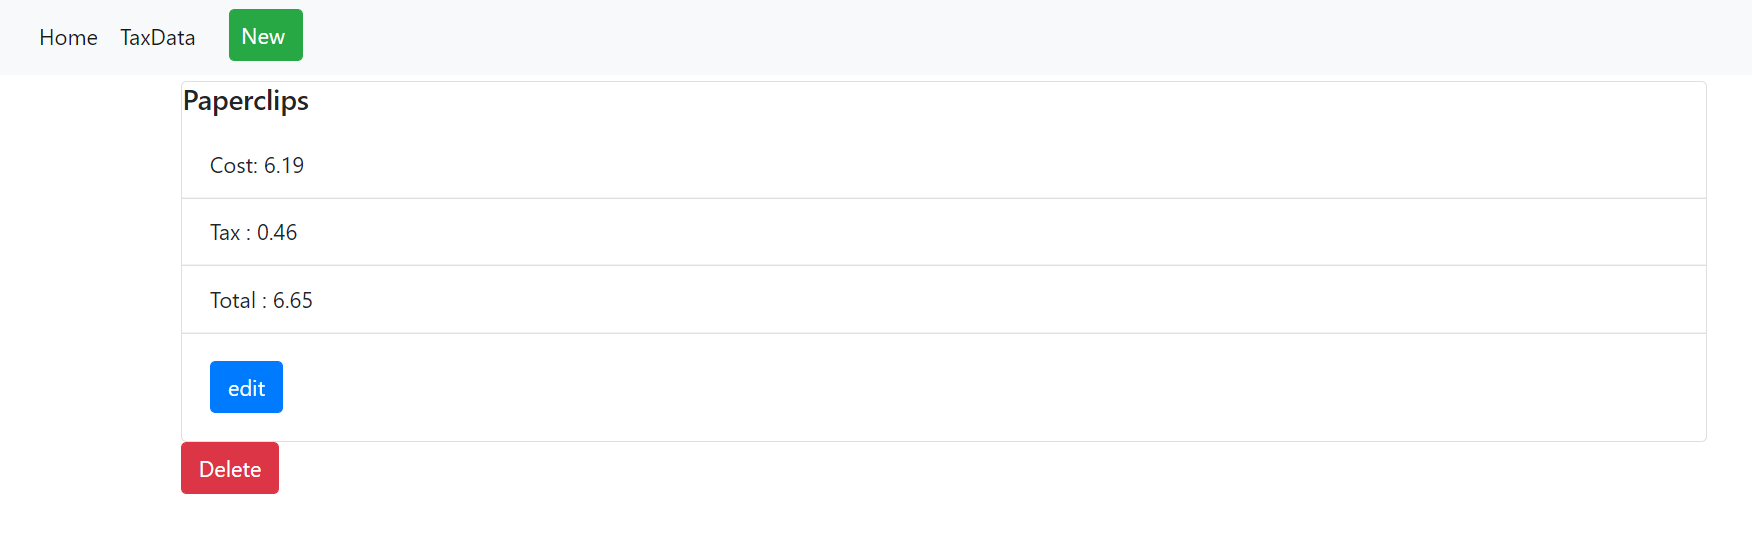 Home TaxData New
Paperclips
Cost: 6.19
Tax : 0.46
Total : 6.65
edit
Delete